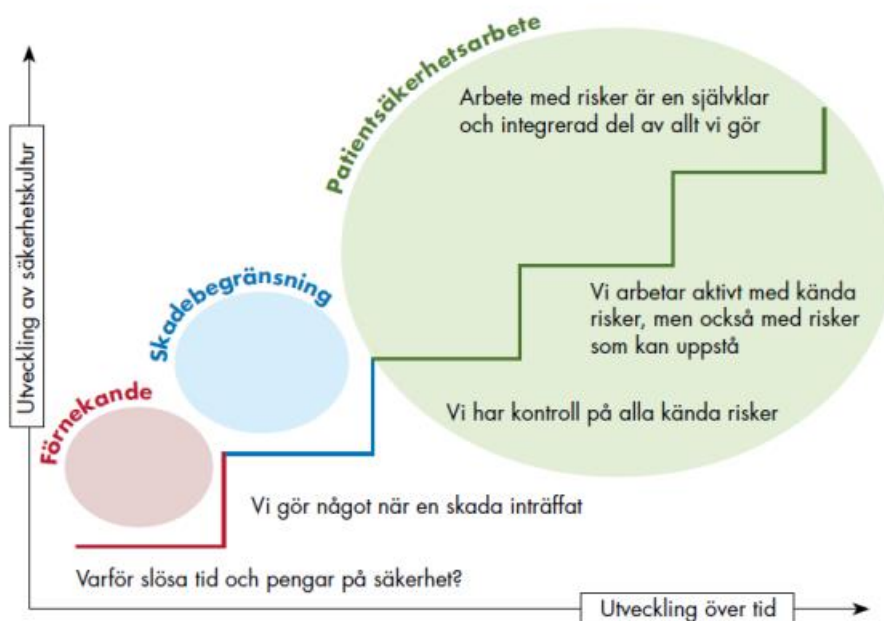 Patientsäkerhetsarbete
Arbete med risker är en självklar
och integrerad del av allt vi gör
Utveckling av säkerhetskultur
Skadebegränsning
Vi arbetar aktivt med kända
risker, men också med risker
som kan uppstå
Förnekande
Vi har kontroll på alla kända risker
Vi gör något när en skada inträffat
Varför slösa tid och pengar på säkerhet?
Utveckling över tid